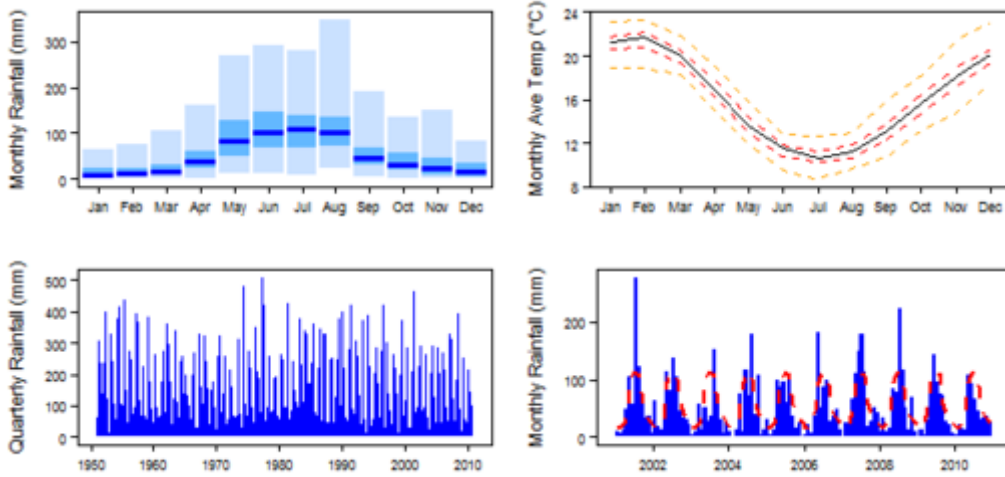 Monthly Rainfall (mm)
300
200
100
0
Jan Feb Mar Apr May Jun Jul Aug Sep Oct Nov Dec
Monthly Ave Temp (°C)
24
20
16
12
8
Jan Feb Mar Apr May Jun Jul Aug Sep Oct Nov Dec
Quarterly Rainfall (mm)
500
400
300
200
100
0
1950 1960 1970 1980 1990 2000 2010
Monthly Rainfall (mm)
200
100
0
2002 2004 2006 2008 2010